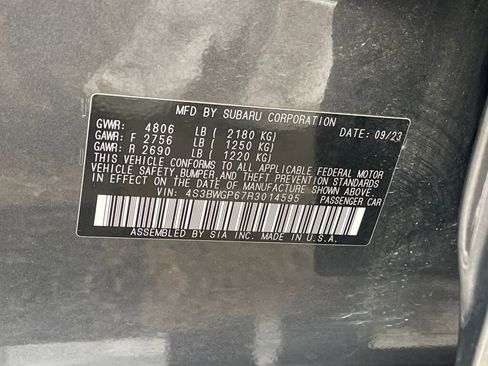 MFD BY SUBARU CORPORATION
GVWR: 4806 LB ( 2180 KG) DATE: 09/23
GAWR: F 2756 LB ( 1250 KG)
GAWR: R 2690 LB ( 1220 KG)
THIS VEHICLE CONFORMS TO ALL APPLICABLE FEDERAL MOTOR
VEHICLE SAFETY, BUMPER, AND THEFT PREVENTION STANDARDS
IN EFFECT ON THE DATE OF MANUFACTURE SHOWN ABOVE.
VIN: 4S3BWGP67R3014595 PASSENGER CAR
ASSEMBLED BY SIA INC. MADE IN U.S.A.